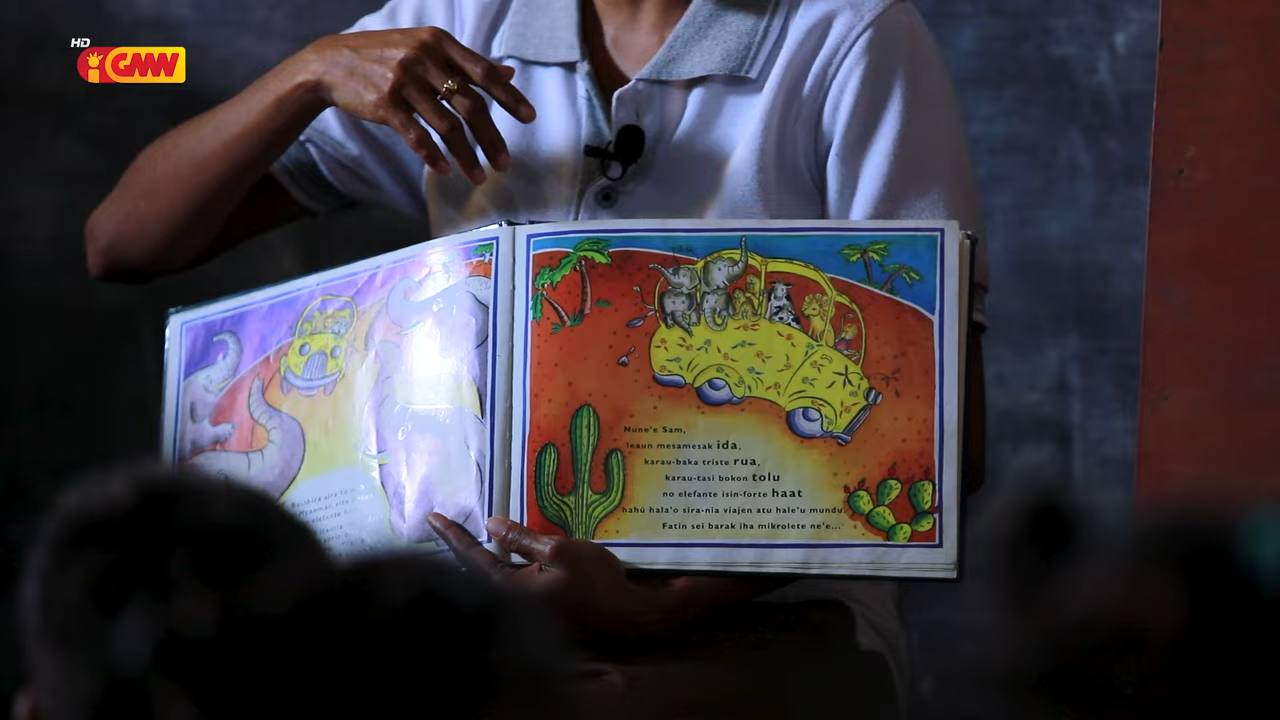 HD
iGMW
Nune'e Sam,
leaun mesamesak ida,
karau-baka triste rua,
karau-tasi bokon tolu
no elefante isin-forte haat
hahú hala'o sira-nia viajen atu hale'u mundu.
Fatin sei barak iha mikrolete ne'e...